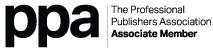 ppa
The Professional
Publishers Association
Associate Member